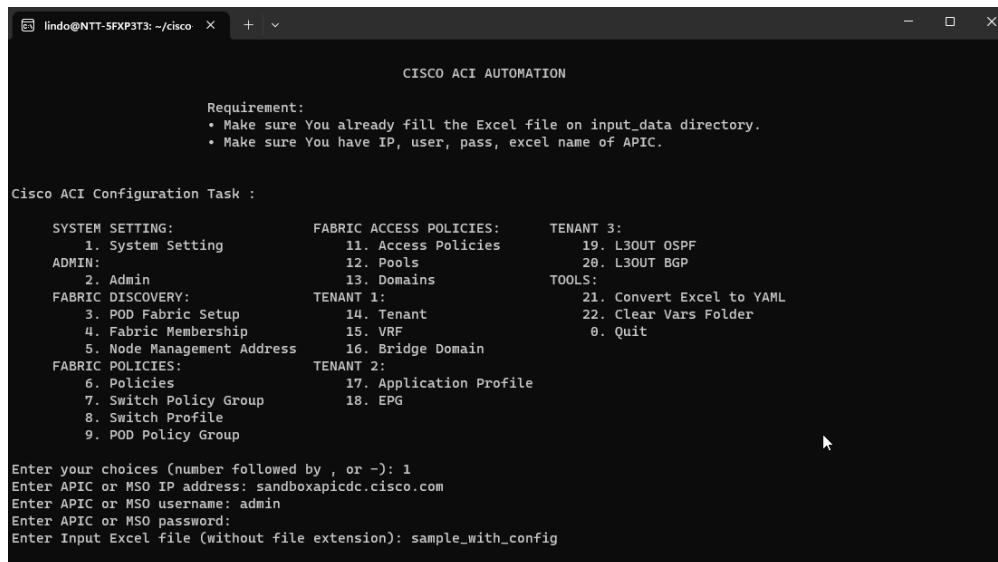 lindo@NTT-5FXP3T3: ~/cisco-
CISCO ACI AUTOMATION
Requirement:
• Make sure You already fill the Excel file on input_data directory.
• Make sure You have IP, user, pass, excel name of APIC.
Cisco ACI Configuration Task :
SYSTEM SETTING: FABRIC ACCESS POLICIES: TENANT 3:
1. System Setting 11. Access Policies 19. L3OUT OSPF
ADMIN: 12. Pools 20. L3OUT BGP
2. Admin 13. Domains TOOLS:
FABRIC DISCOVERY: TENANT 1: 21. Convert Excel to YAML
3. POD Fabric Setup 14. Tenant 22. Clear Vars Folder
4. Fabric Membership 15. VRF 0. Quit
5. Node Management Address 16. Bridge Domain
FABRIC POLICIES: TENANT 2:
6. Policies 17. Application Profile
7. Switch Policy Group 18. EPG
8. Switch Profile
9. POD Policy Group
Enter your choices (number followed by , or -): 1
Enter APIC or MSO IP address: sandboxapicdc.cisco.com
Enter APIC or MSO username: admin
Enter APIC or MSO password:
Enter Input Excel file (without file extension): sample_with_config